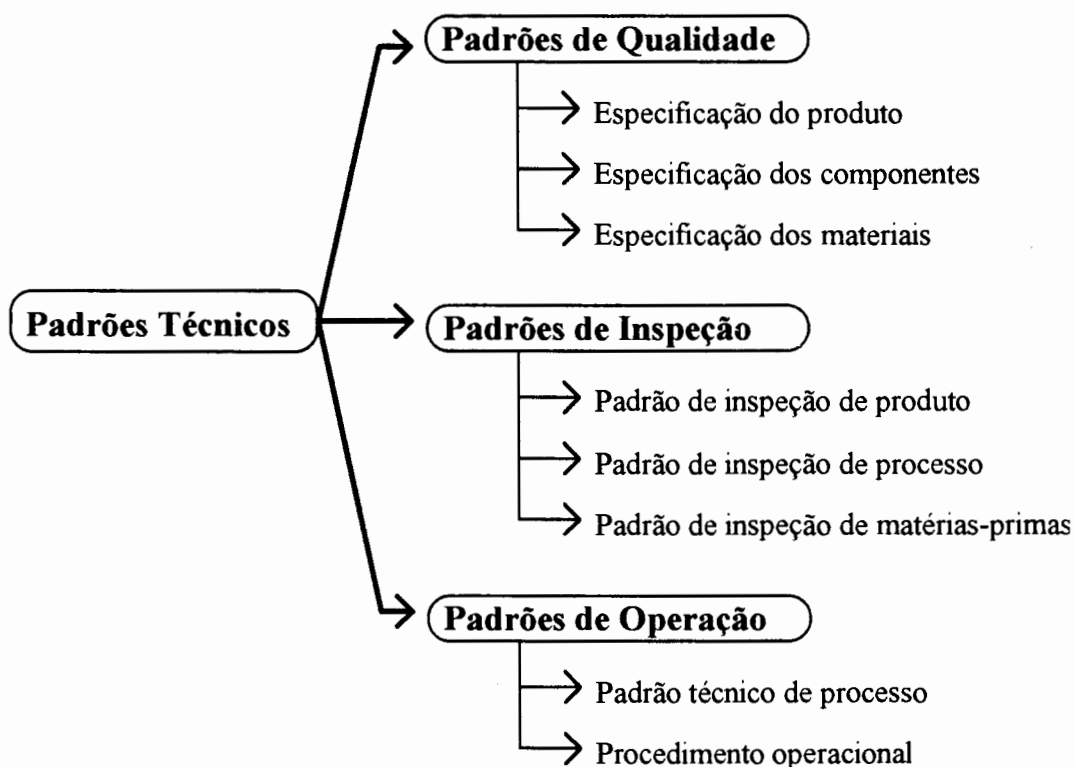 Padrões de Qualidade
Especificação do produto
Especificação dos componentes
Especificação dos materiais
Padrões Técnicos
Padrões de Inspeção
Padrão de inspeção de produto
Padrão de inspeção de processo
Padrão de inspeção de matérias-primas
Padrões de Operação
Padrão técnico de processo
Procedimento operacional